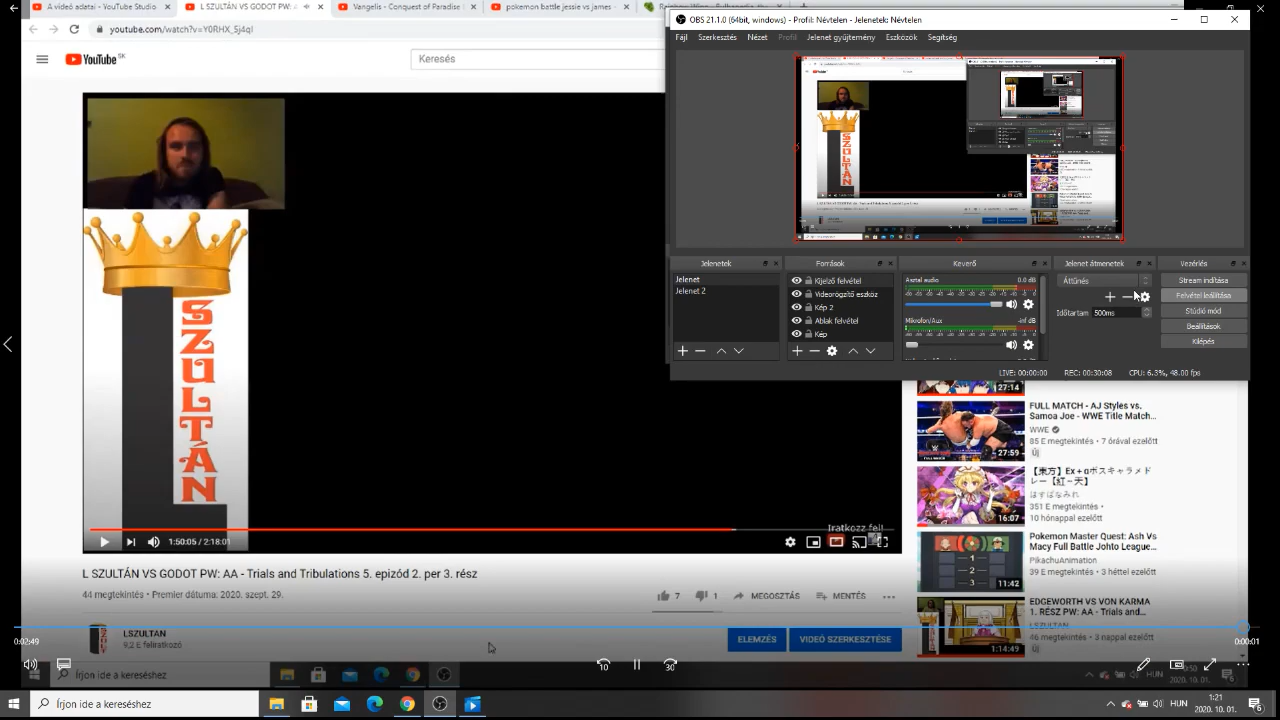 A videó adatai - YouTube Studio
L SZULTÁN VS GODOT PW: A
Vangelis - Conquest of Paradise
pokemon battle jessie vs james -
youtube.com/watch?v=Y0RHX_5j4qI
YouTube SK
Keresés
OBS 21.1.0 (64bit, windows) - Profil: Névtelen - Jelenetek: Névtelen
Fájl Szerkesztés Nézet Profil Jelenet gyűjtemény Eszközök Segítség
Jelenetek
Jelenet
Jelenet 2
Források
Kijelző felvétel
Videorögzítő eszköz
Kép 2
Ablak felvétel
Kép
Keverő
Asztal audio 0.0 dB
Mikrofon/Aux -inf dB
Jelenet átmenetek
Áttűnés
Időtartam 500ms
Vezérlés
Stream indítása
Felvétel leállítása
Stúdió mód
Beállítások
Kilépés
LIVE: 00:00:00 REC: 00:30:08 CPU: 6.3%, 48.00 fps
L SZULTÁN
Iratkozz fel!
1:50:05 / 2:18:01
L SZULTÁN VS GODOT PW: AA - Trials and Tribulations 5. epizód 2. per 3. rész
44 megtekintés • Premier dátuma: 2020. szept. 29.
7 1 MEGOSZTÁS MENTÉS
LSZULTAN
9,2 E feliratkozó
ELEMZÉS VIDEÓ SZERKESZTÉSE
27:14
FULL MATCH - AJ Styles vs.
Samoa Joe - WWE Title Match...
WWE
85 E megtekintés • 7 órával ezelőtt
Új
27:59
【東方】Ex＋αボスキャラメド
レー【紅－天】
はすぱなみれ
351 E megtekintés •
10 hónappal ezelőtt
16:07
Pokemon Master Quest: Ash Vs
Macy Full Battle Johto League...
PikachuAnimation
39 E megtekintés • 3 héttel ezelőtt
11:42
EDGEWORTH VS VON KARMA
1. RÉSZ PW: AA - Trials and...
LSZULTAN
46 megtekintés • 3 nappal ezelőtt
Új
1:14:49
0:02:49
0:00:01
10 30
Írjon ide a kereséshez
HUN
2020. 10. 01.
6
Írjon ide a kereséshez
HUN
1:21
2020. 10. 01.
6